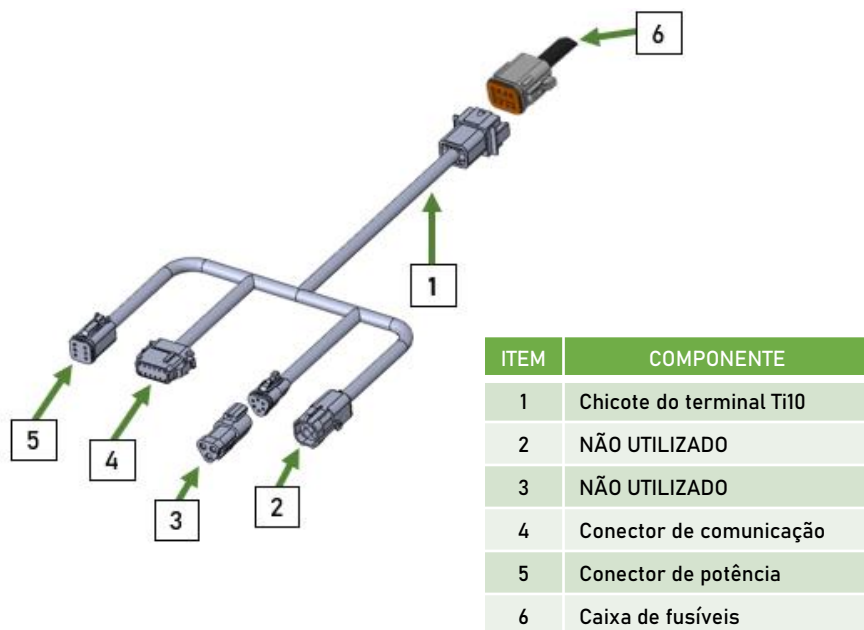 6
1
5
4
3
2
ITEM COMPONENTE
1 Chicote do terminal Ti10
2 NÃO UTILIZADO
3 NÃO UTILIZADO
4 Conector de comunicação
5 Conector de potência
6 Caixa de fusíveis